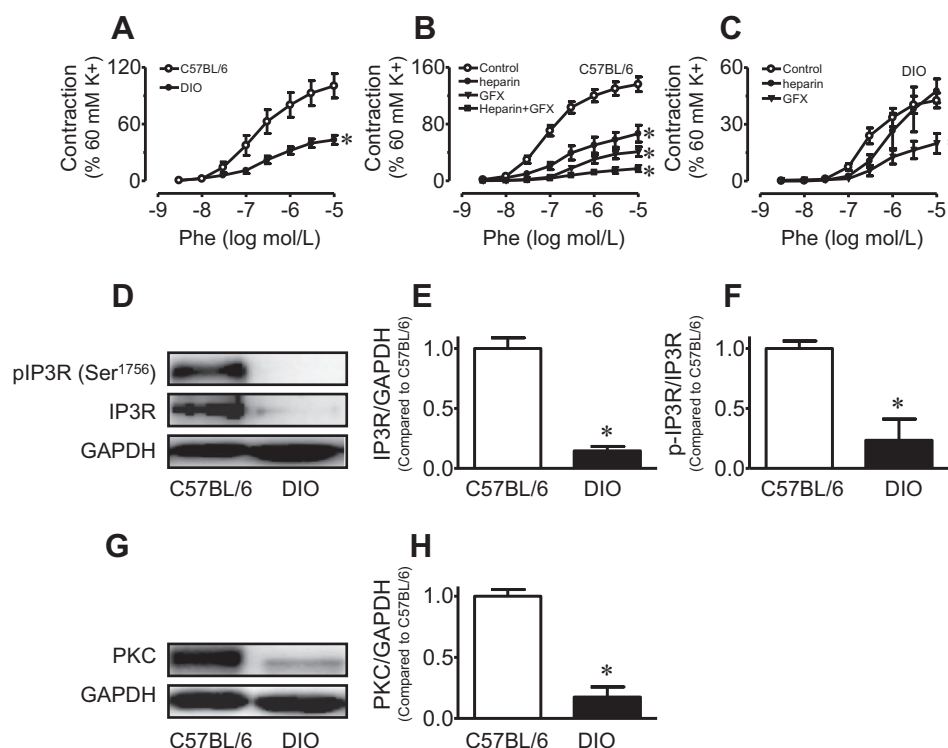 A
Contraction
(% 60 mM K+)
120
60
0
C57BL/6
DIO
*
-9 -8 -7 -6 -5
Phe (log mol/L)
B
Contraction
(% 60 mM K+)
160
80
0
Control
heparin
GFX
Heparin+GFX
C57BL/6
*
*
*
-9 -8 -7 -6 -5
Phe (log mol/L)
C
Contraction
(% 60 mM K+)
60
30
0
Control
heparin
GFX
DIO
-9 -8 -7 -6 -5
Phe (log mol/L)
D
pIP3R (Ser1756)
IP3R
GAPDH
C57BL/6 DIO
E
IP3R/GAPDH
(Compared to C57BL/6)
1.0
0.5
0.0
*
C57BL/6 DIO
F
p-IP3R/IP3R
(Compared to C57BL/6)
1.0
0.5
0.0
*
C57BL/6 DIO
G
PKC
GAPDH
C57BL/6 DIO
H
PKC/GAPDH
(Compared to C57BL/6)
1.0
0.5
0.0
*
C57BL/6 DIO